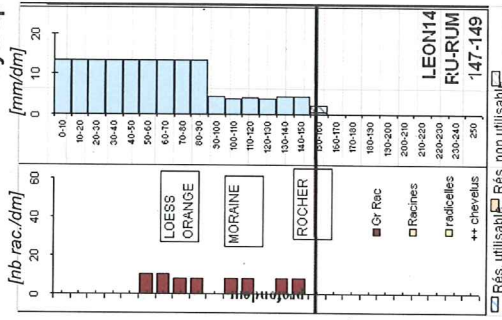 [mm/dm]
20
10
0
0-10
10-20
20-30
30-40
40-50
50-60
60-70
70-80
80-90
90-100
100-110
110-120
120-130
130-140
140-150
160-170
170-180
180-190
190-200
200-210
210-220
220-230
230-240
250
LEON14
RU-RUM
147-149
[nb rac./dm]
60
40
20
0
LOESS
ORANGE
MORAINE
ROCHER
Gr Rac
Racines
radicelles
++ chevelus
Rés. utilisable
Rés. non utilisable